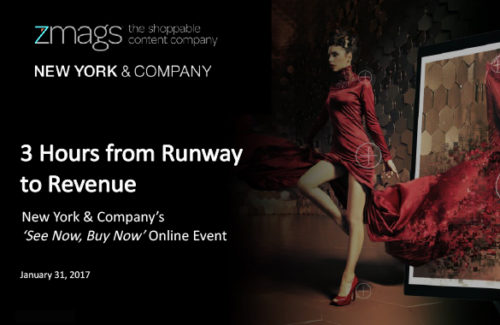 zmags the shoppable
content company
NEW YORK & COMPANY
3 Hours from Runway
to Revenue
New York & Company’s
‘See Now, Buy Now’ Online Event
January 31, 2017